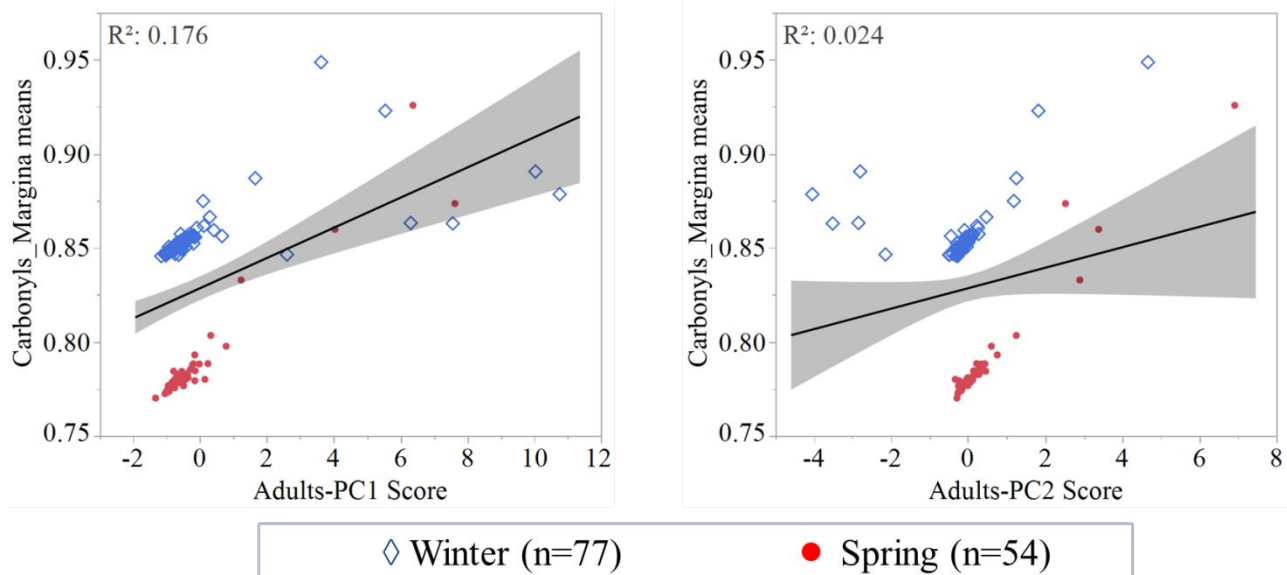 R²: 0.176
0.95
0.90
0.85
0.80
0.75
Carbonyls_Margina means
-2 0 2 4 6 8 10 12
Adults-PC1 Score
R²: 0.024
0.95
0.90
0.85
0.80
0.75
Carbonyls_Margina means
-4 -2 0 2 4 6 8
Adults-PC2 Score
Winter (n=77) Spring (n=54)